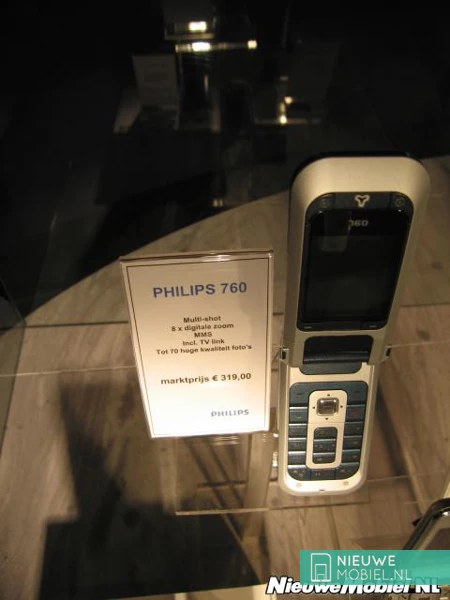 760
PHILIPS 760
Multi-shot
8 x digitale zoom
MMS
Incl. TV link
Tot 70 hoge kwaliteit foto's
marktprijs € 319,00
PHILIPS
NIEUWE
MOBIEL.NL
NIEUWEMOBIEL NL